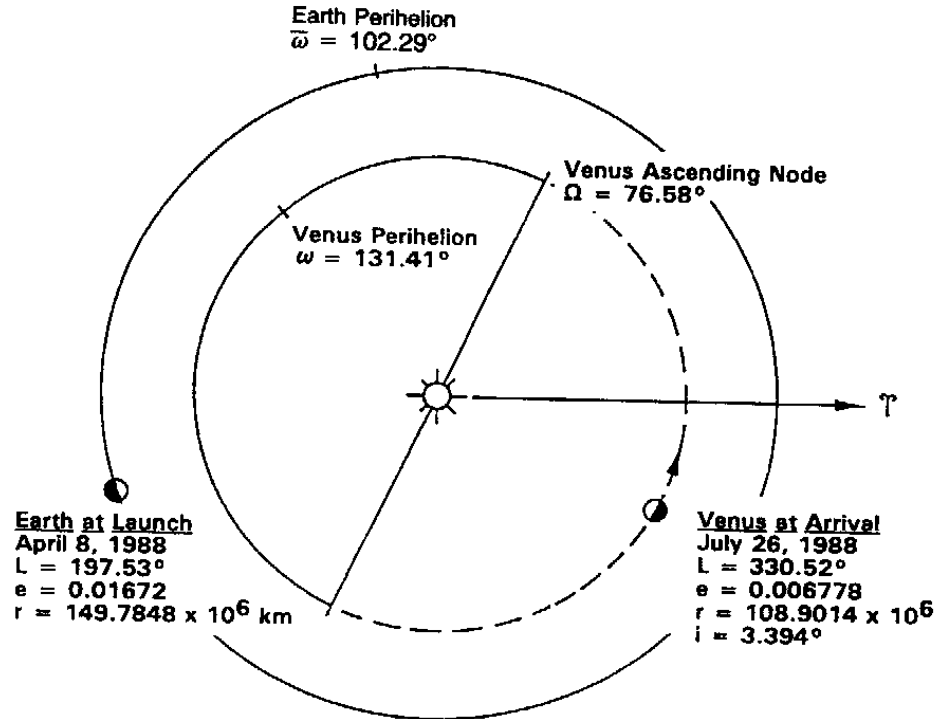 Earth Perihelion
ω̅ = 102.29°
Venus Ascending Node
Ω = 76.58°
Venus Perihelion
ω = 131.41°
♈
Earth at Launch
April 8, 1988
L = 197.53°
e = 0.01672
r = 149.7848 x 10⁶ km
Venus at Arrival
July 26, 1988
L = 330.52°
e = 0.006778
r = 108.9014 x 10⁶
i = 3.394°